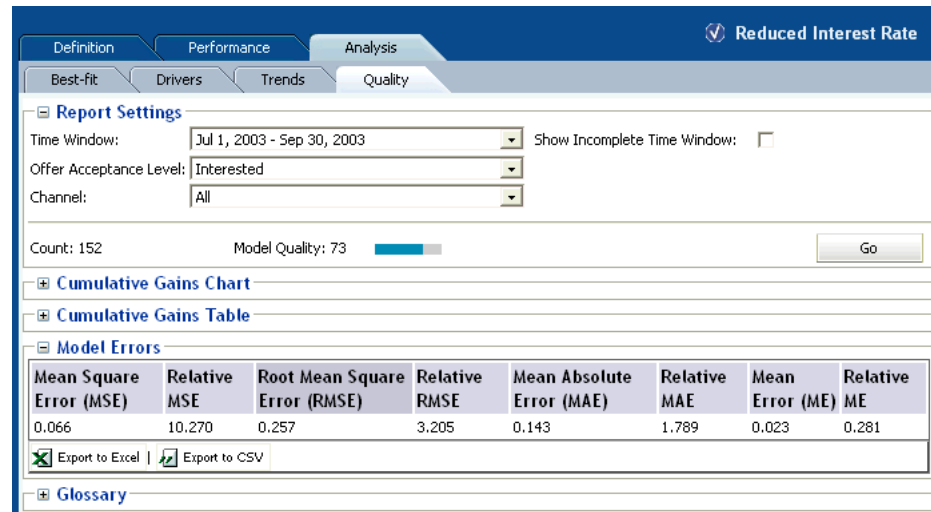 Reduced Interest Rate
Definition Performance Analysis
Best-fit Drivers Trends Quality
Report Settings
Time Window: Jul 1, 2003 - Sep 30, 2003 Show Incomplete Time Window:
Offer Acceptance Level: Interested
Channel: All
Count: 152 Model Quality: 73 Go
Cumulative Gains Chart
Cumulative Gains Table
Model Errors
Mean Square Error (MSE) Relative MSE Root Mean Square Error (RMSE) Relative RMSE Mean Absolute Error (MAE) Relative MAE Mean Error (ME) Relative ME
0.066 10.270 0.257 3.205 0.143 1.789 0.023 0.281
Export to Excel | Export to CSV
Glossary